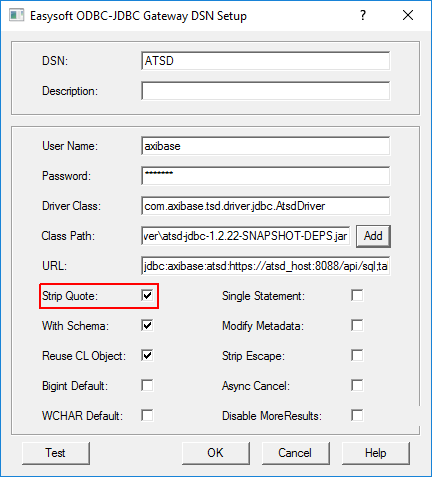 Easysoft ODBC-JDBC Gateway DSN Setup
DSN: ATSD
Description:
User Name: axibase
Password: *******
Driver Class: com.axibase.tsd.driver.jdbc.AtsdDriver
Class Path: ver\atsd-jdbc-1.2.22-SNAPSHOT-DEPS.jar Add
URL: jdbc:axibase:atsd:https://atsd_host:8088/api/sql;ta
Strip Quote: Single Statement:
With Schema: Modify Metadata:
Reuse CL Object: Strip Escape:
Bigint Default: Async Cancel:
WCHAR Default: Disable MoreResults:
Test OK Cancel Help